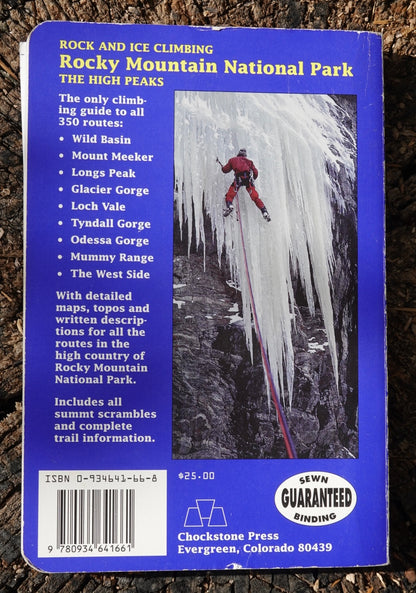 ROCK AND ICE CLIMBING
Rocky Mountain National Park
THE HIGH PEAKS
The only climb-
ing guide to all
350 routes:
• Wild Basin
• Mount Meeker
• Longs Peak
• Glacier Gorge
• Loch Vale
• Tyndall Gorge
• Odessa Gorge
• Mummy Range
• The West Side
With detailed
maps, topos and
written descrip-
tions for all the
routes in the
high country of
Rocky Mountain
National Park.
Includes all
summt scrambles
and complete
trail information.
ISBN 0-934641-66-8
9 780934 641661
$25.00
Chockstone Press
Evergreen, Colorado 80439
SEWN
GUARANTEED
BINDING